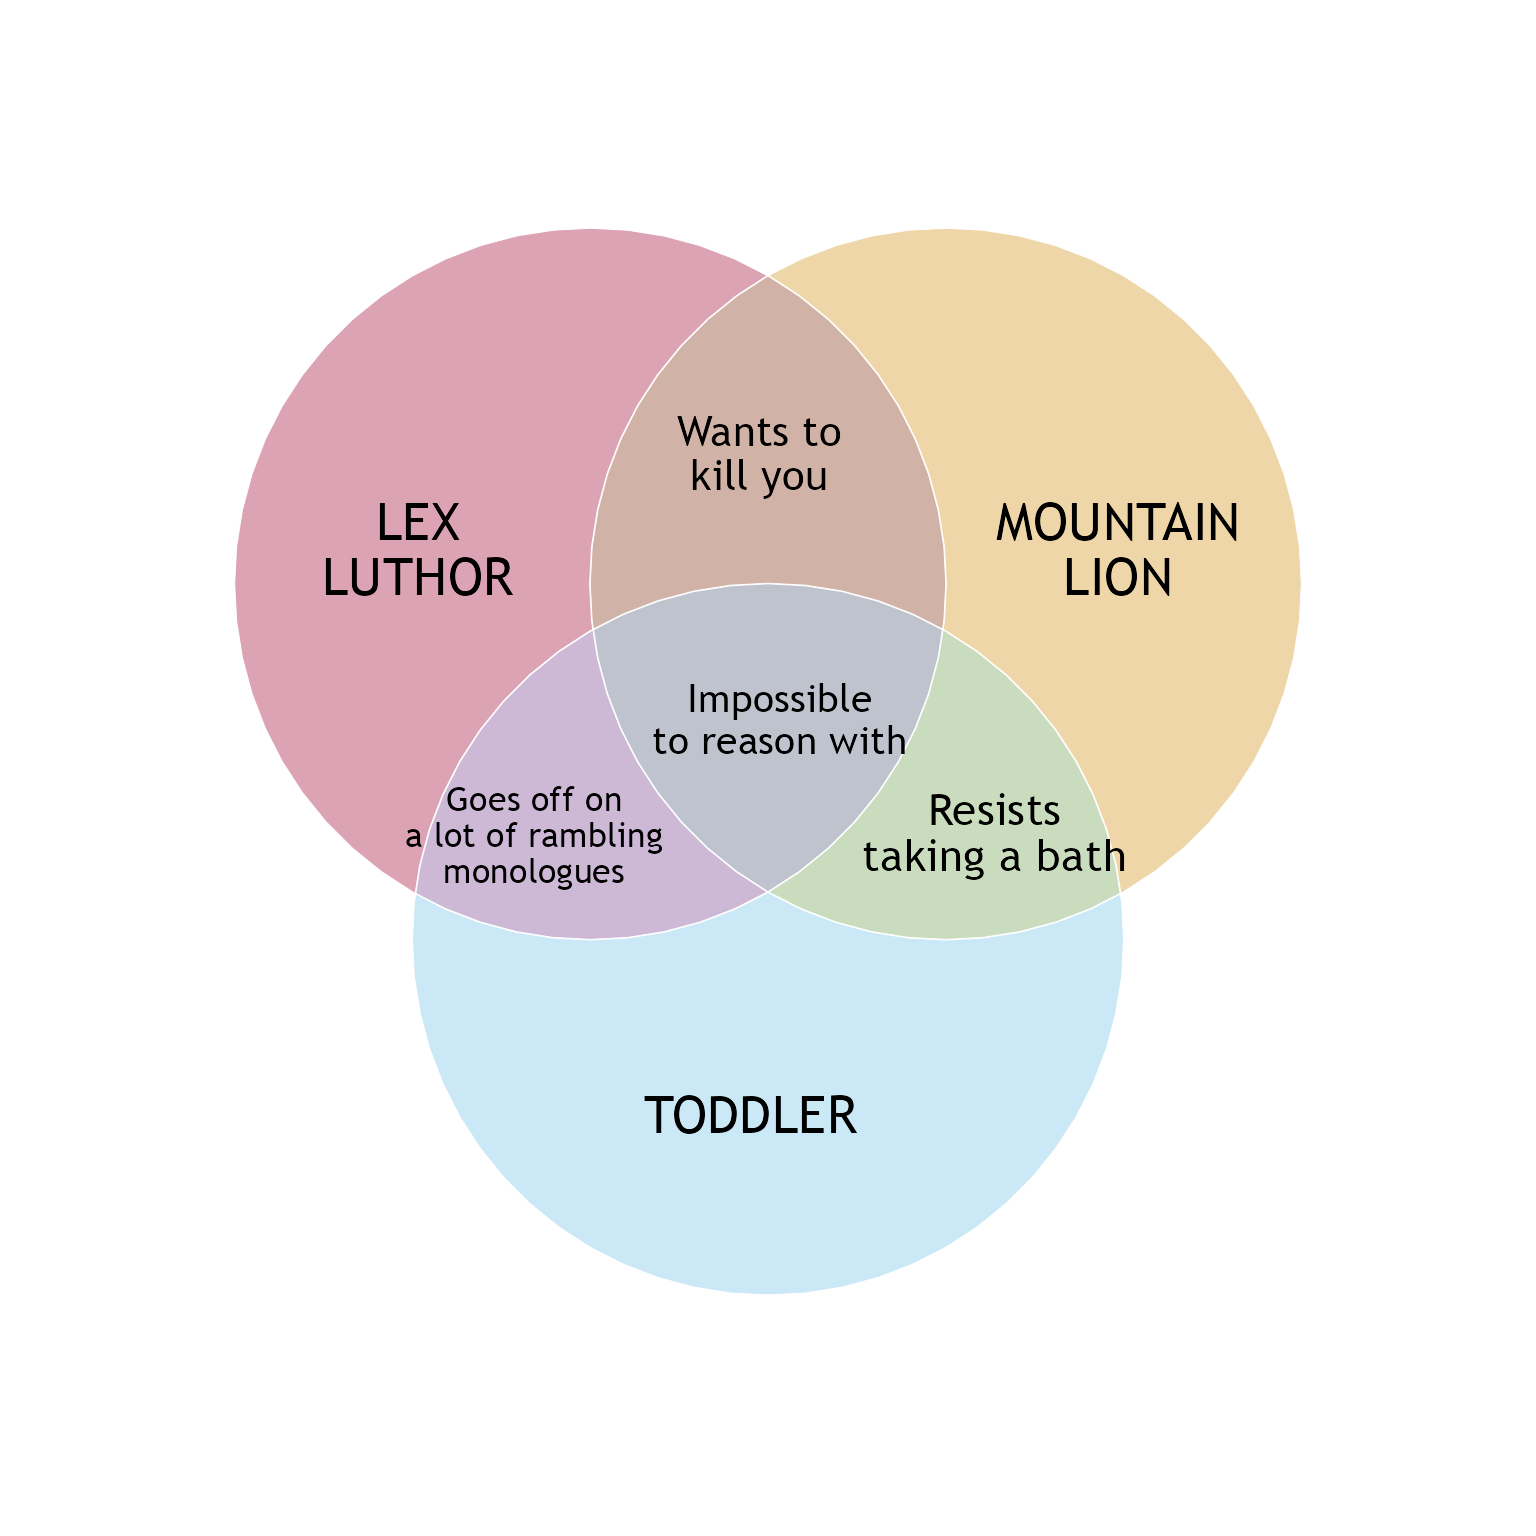 Wants to
kill you
LEX
LUTHOR
MOUNTAIN
LION
Impossible
to reason with
Goes off on
a lot of rambling
monologues
Resists
taking a bath
TODDLER